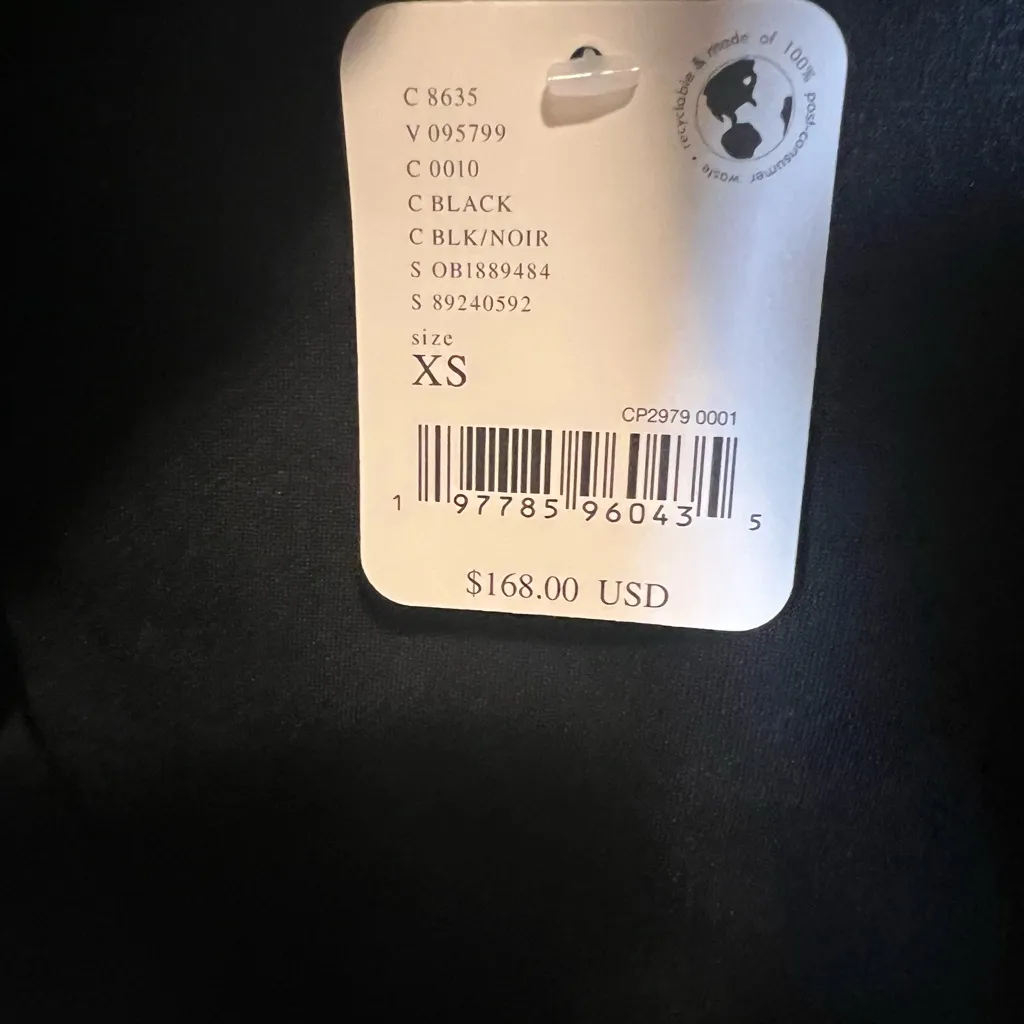 recyclable & made of 100% post-consumer waste •
C 8635
V 095799
C 0010
C BLACK
C BLK/NOIR
S OB1889484
S 89240592
size
XS
CP2979 0001
1 97785 96043 5
$168.00 USD